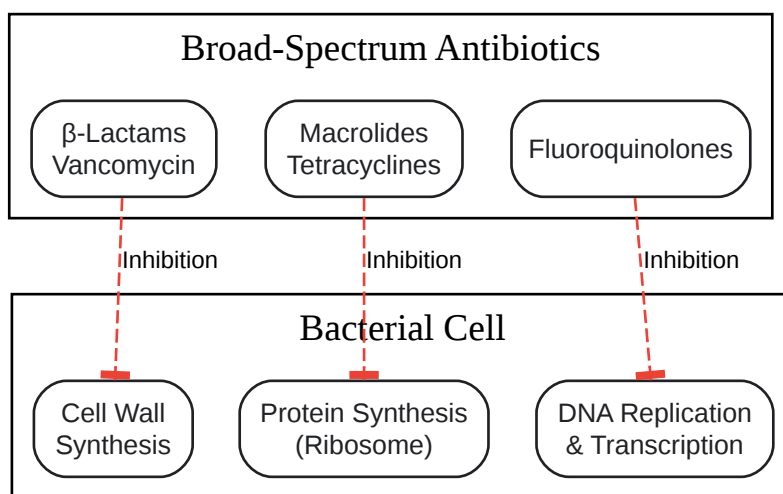 Broad-Spectrum Antibiotics
β-Lactams
Vancomycin
Macrolides
Tetracyclines
Fluoroquinolones
Inhibition
Inhibition
Inhibition
Bacterial Cell
Cell Wall
Synthesis
Protein Synthesis
(Ribosome)
DNA Replication
& Transcription